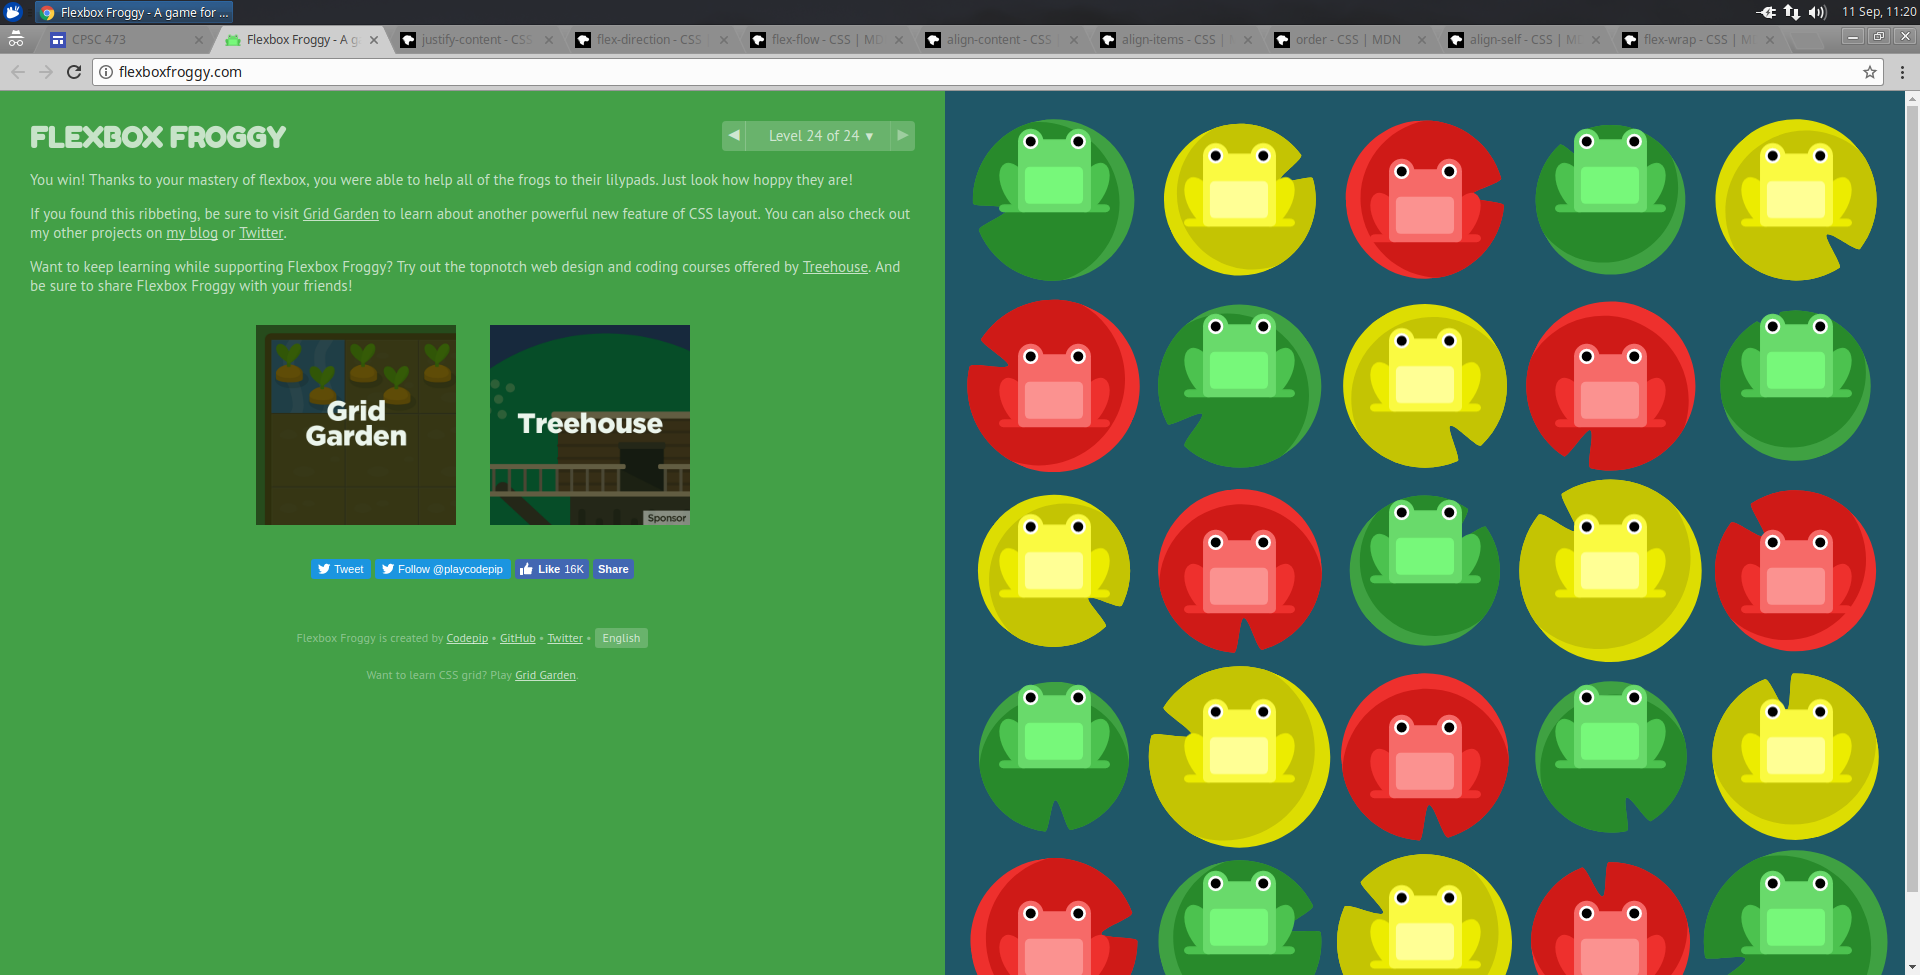 Flexbox Froggy - A game for ...
11 Sep, 11:20
CPSC 473
Flexbox Froggy - A g
justify-content - CSS
flex-direction - CSS
flex-flow - CSS | MD
align-content - CSS
align-items - CSS | 
order - CSS | MDN
align-self - CSS | M
flex-wrap - CSS | M
flexboxfroggy.com
FLEXBOX FROGGY
◀ Level 24 of 24 ▾ ▶
You win! Thanks to your mastery of flexbox, you were able to help all of the frogs to their lilypads. Just look how hoppy they are!
If you found this ribbeting, be sure to visit Grid Garden to learn about another powerful new feature of CSS layout. You can also check out
my other projects on my blog or Twitter.
Want to keep learning while supporting Flexbox Froggy? Try out the topnotch web design and coding courses offered by Treehouse. And
be sure to share Flexbox Froggy with your friends!
Grid
Garden
Treehouse
Sponsor
Tweet
Follow @playcodepip
Like 16K
Share
Flexbox Froggy is created by Codepip • GitHub • Twitter • English
Want to learn CSS grid? Play Grid Garden.